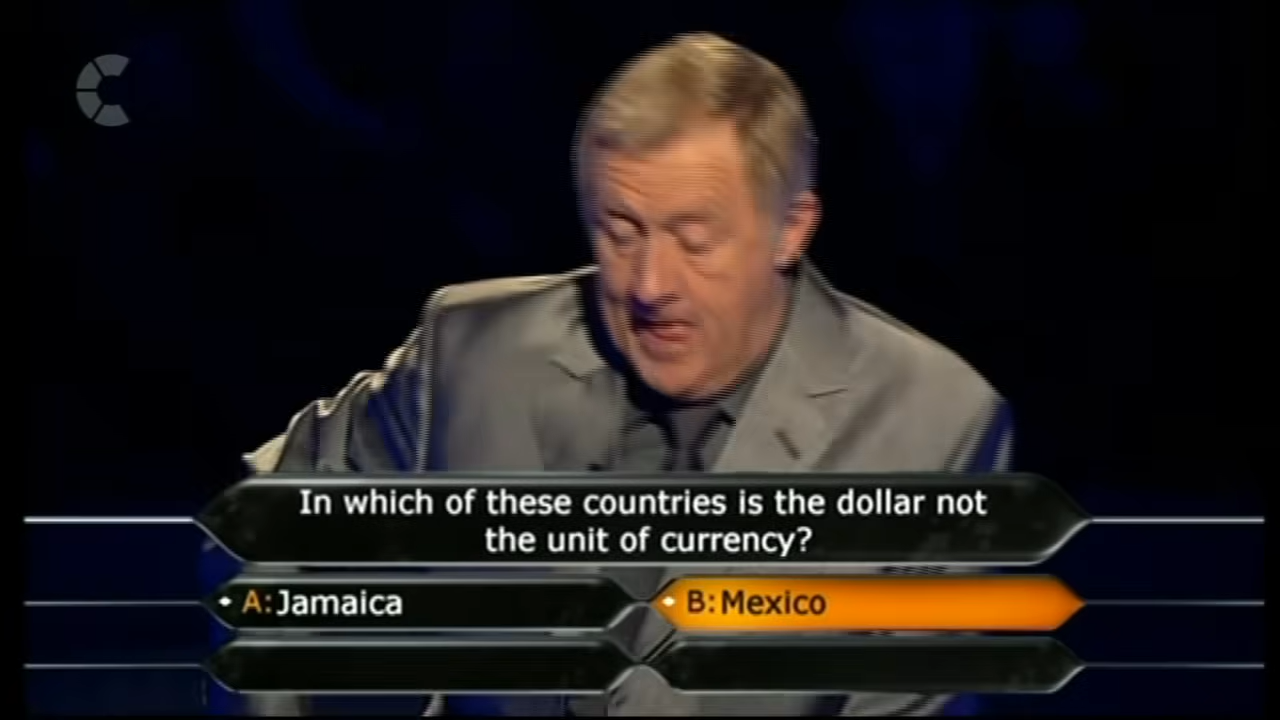 In which of these countries is the dollar not
the unit of currency?
A: Jamaica
B: Mexico